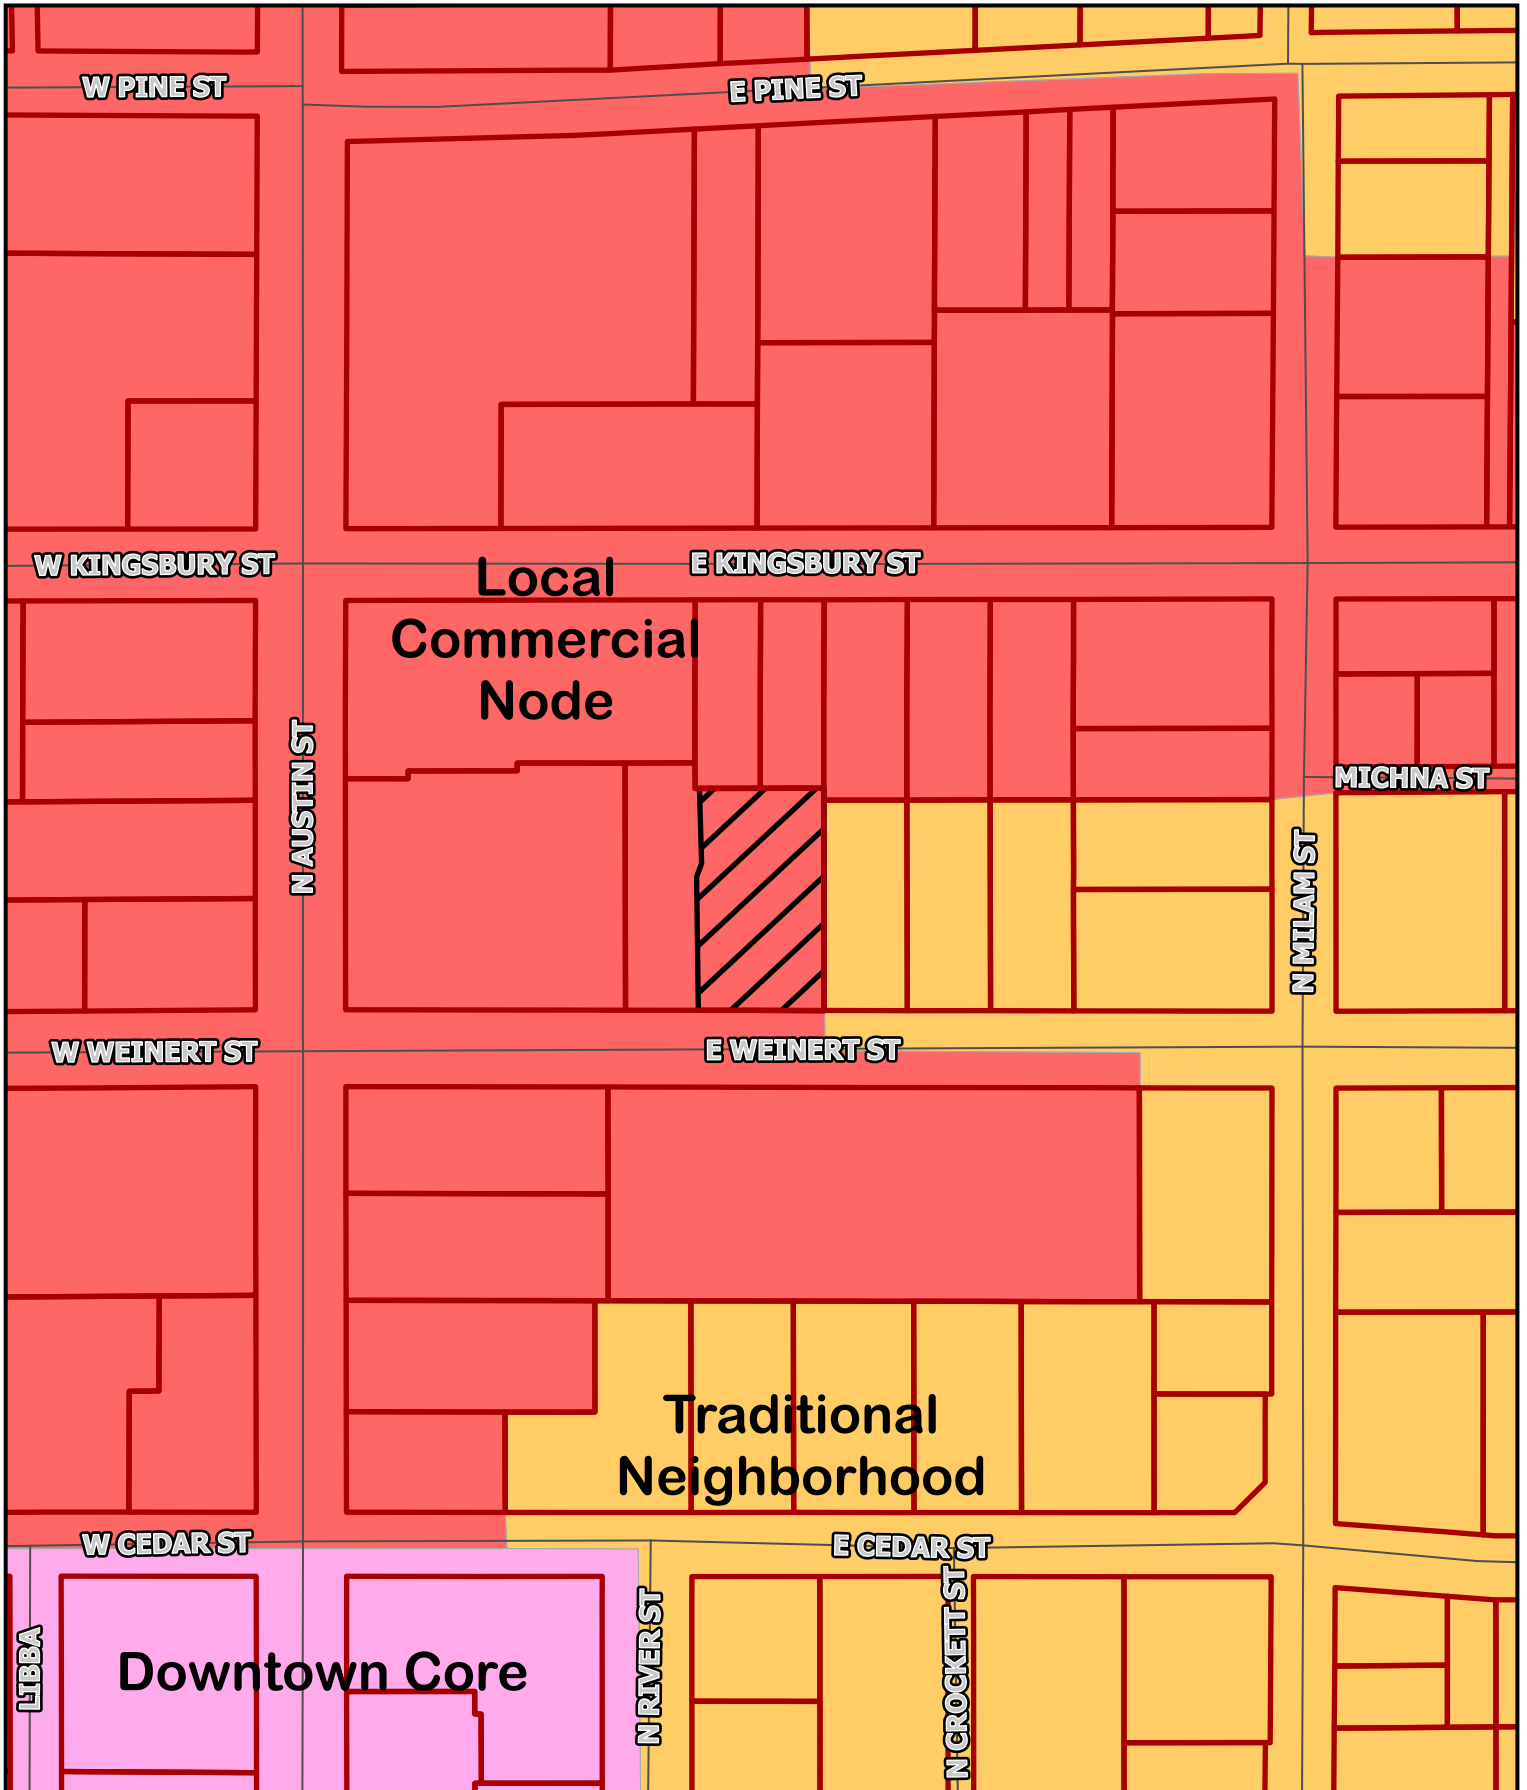 W PINE ST
E PINE ST
W KINGSBURY ST
E KINGSBURY ST
Local
Commercial
Node
N AUSTIN ST
MICHNA ST
N MILAM ST
W WEINERT ST
E WEINERT ST
Traditional
Neighborhood
W CEDAR ST
E CEDAR ST
LIBBA
Downtown Core
N RIVER ST
N CROCKETT ST